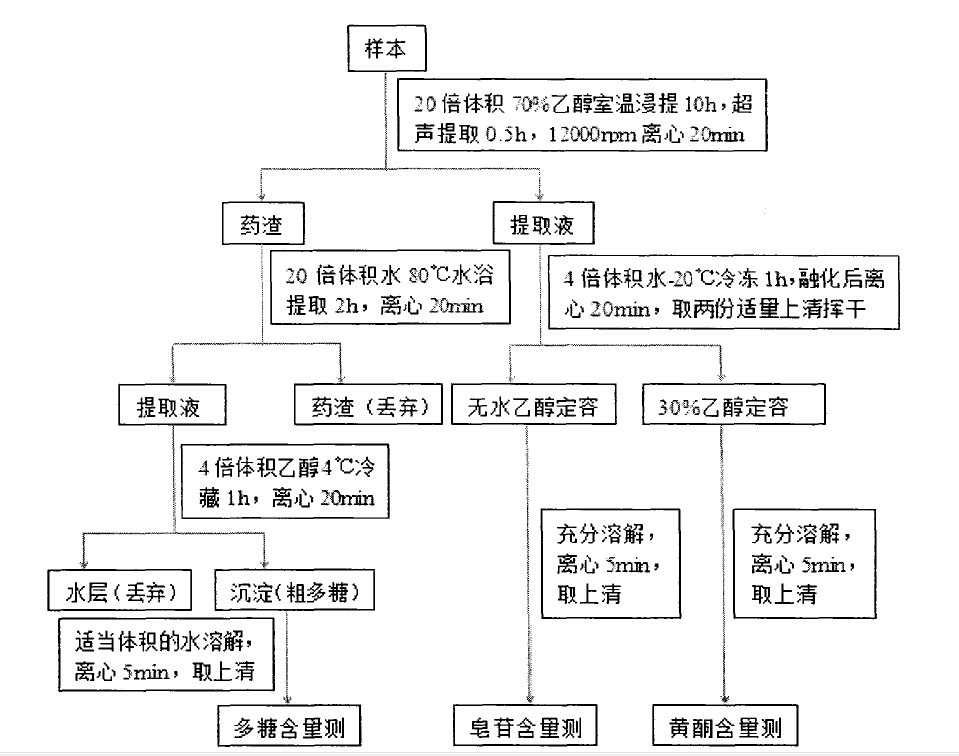 样本
20倍体积 70%乙醇室温浸提10h，超
声提取0.5h，12000rpm离心20min
药渣
提取液
20 倍体积水 80℃水浴
提取2h，离心20min
4倍体积水-20℃冷冻1h，融化后离
心20min，取两份适量上清挥干
提取液
药渣（丢弃）
无水乙醇定容
30%乙醇定容
4倍体积乙醇4℃冷
藏1h，离心20min
充分溶解，
离心5min，
取上清
充分溶解，
离心5min，
取上清
水层（丢弃）
沉淀（粗多糖）
适当体积的水溶解，
离心5min，取上清
多糖含量测
皂苷含量测
黄酮含量测